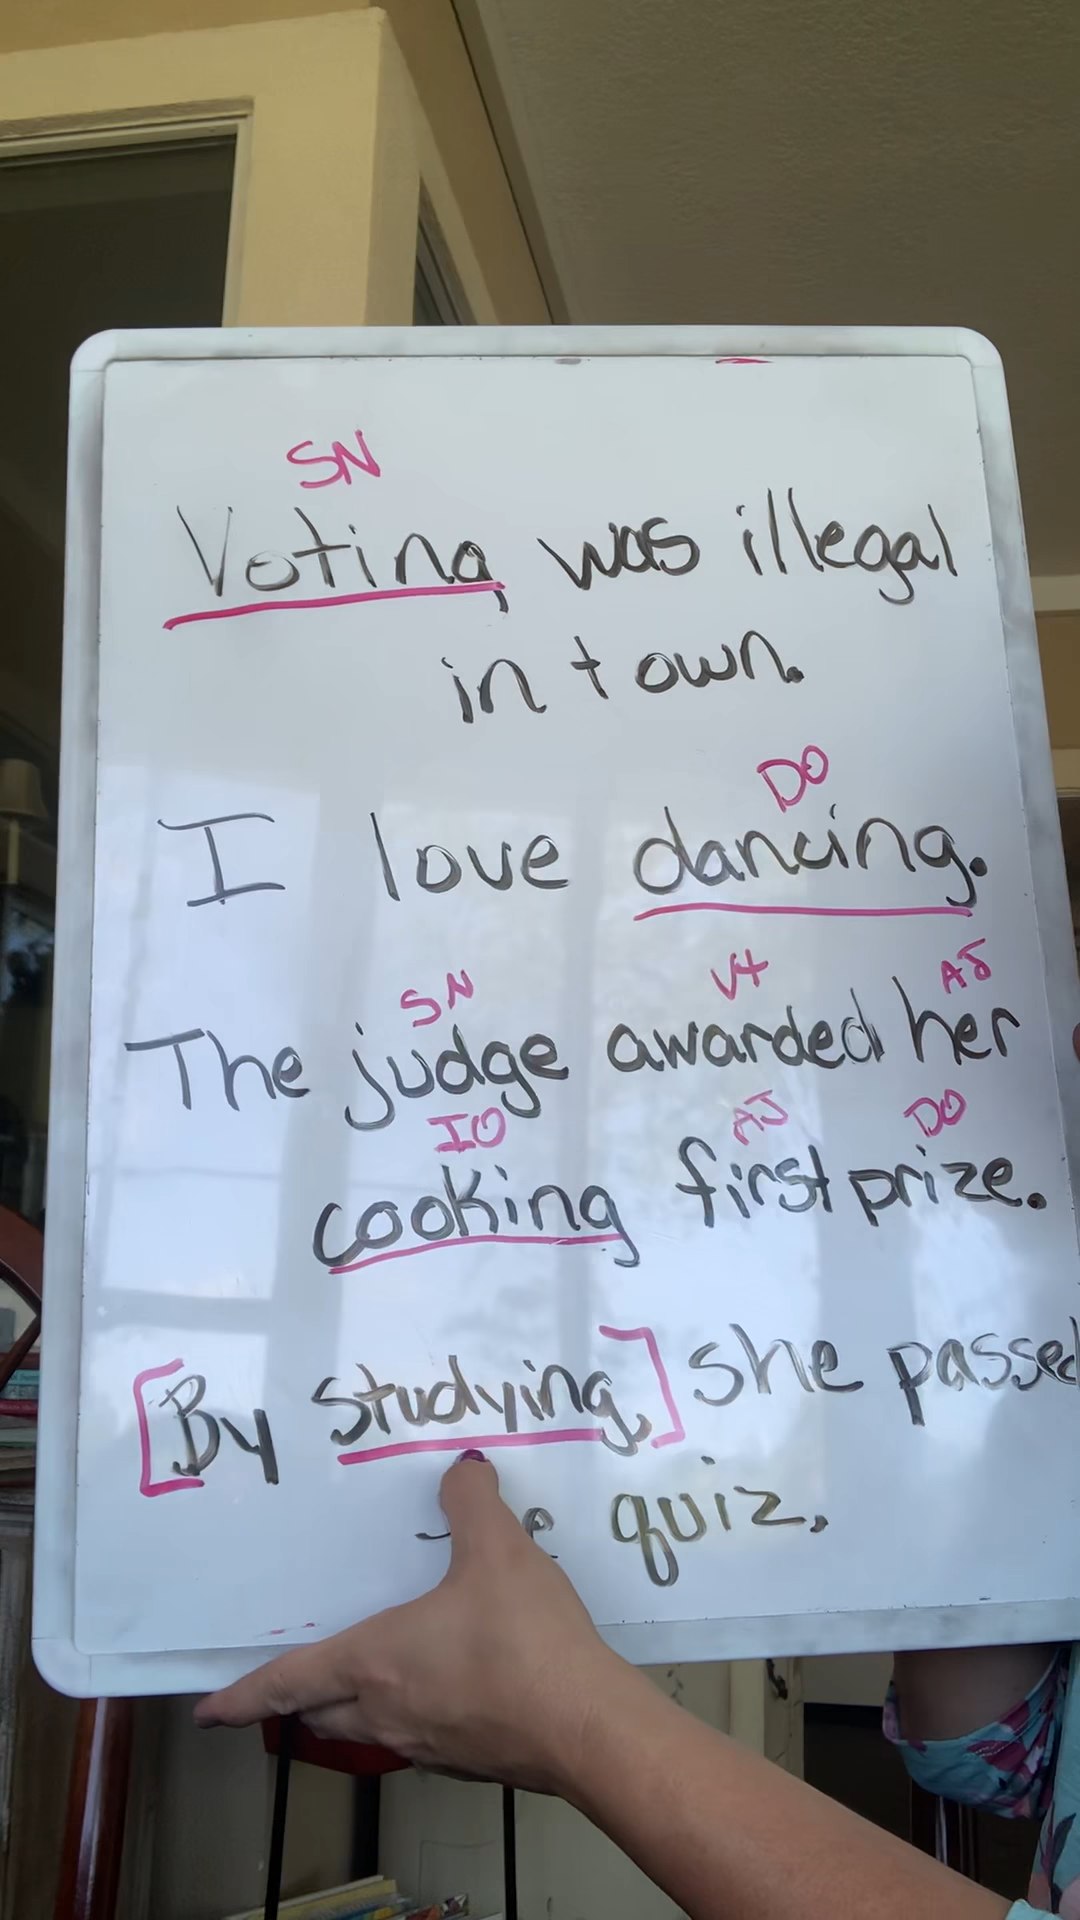 SN
Voting was illegal
in town.
DO
I love dancing.
SN Vt AJ
The judge awarded her
IO AJ DO
cooking first prize.
[By studying,] she passed
quiz.